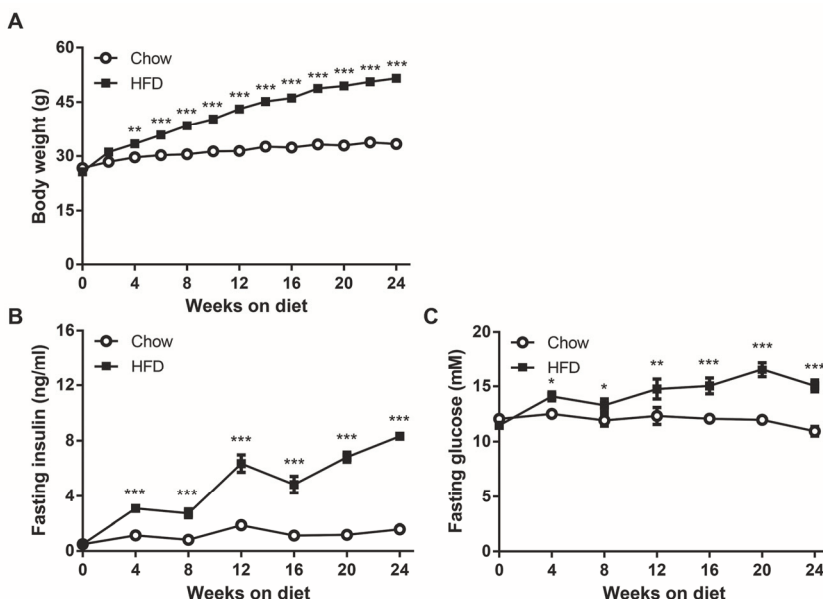 A
Chow
HFD
60
45
30
15
0
Body weight (g)
** *** *** *** *** *** *** *** *** *** ***
0 4 8 12 16 20 24
Weeks on diet
B
Chow
HFD
16
12
8
4
0
Fasting insulin (ng/ml)
*** *** *** *** *** ***
0 4 8 12 16 20 24
Weeks on diet
C
Chow
HFD
20
15
10
5
0
Fasting glucose (mM)
* * ** *** *** ***
0 4 8 12 16 20 24
Weeks on diet